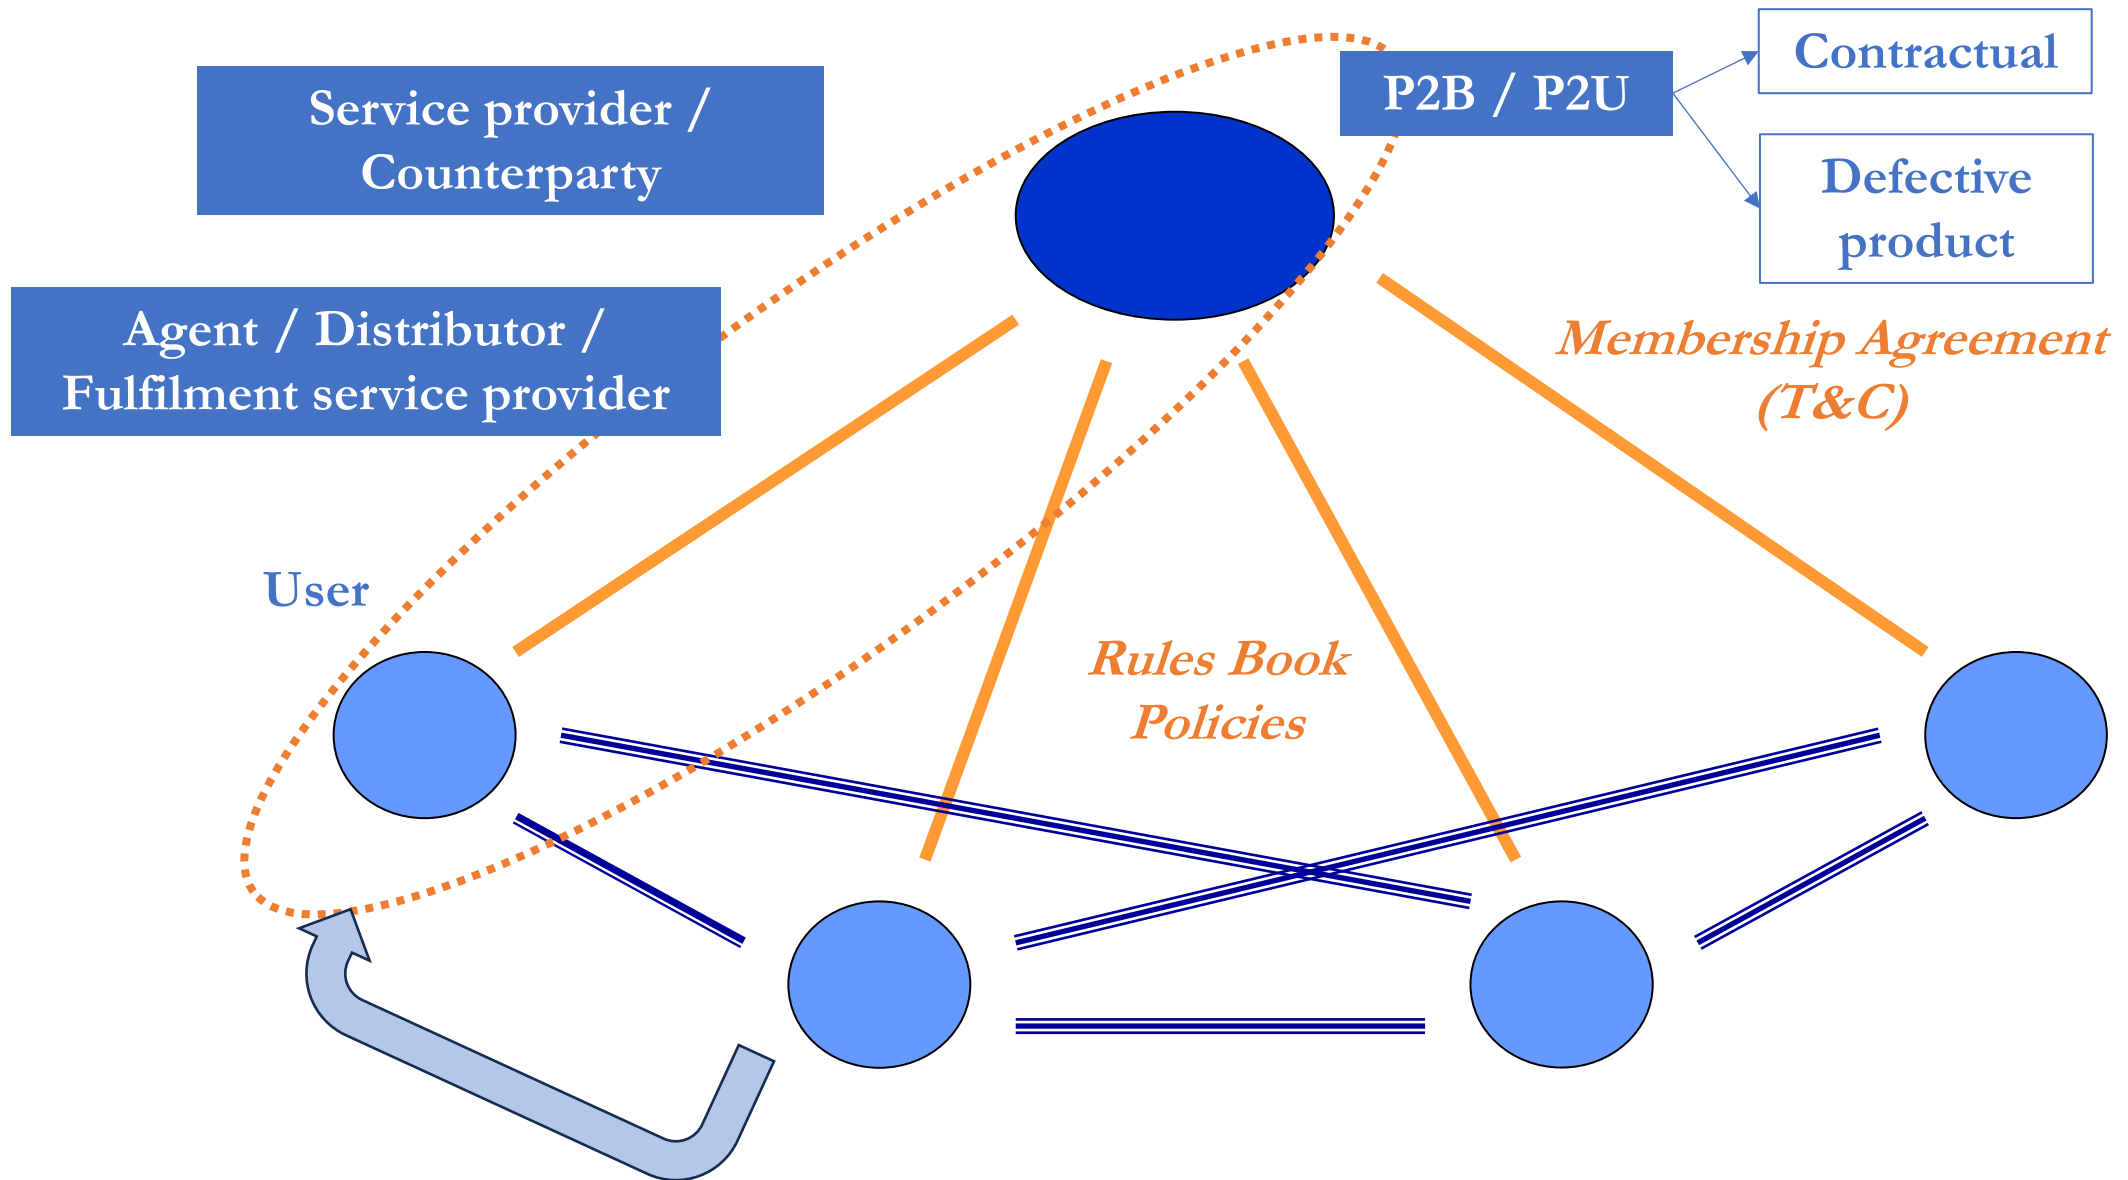 Service provider /
Counterparty
P2B / P2U
Contractual
Defective
product
Agent / Distributor /
Fulfilment service provider
Membership Agreement
(T&C)
User
Rules Book
Policies